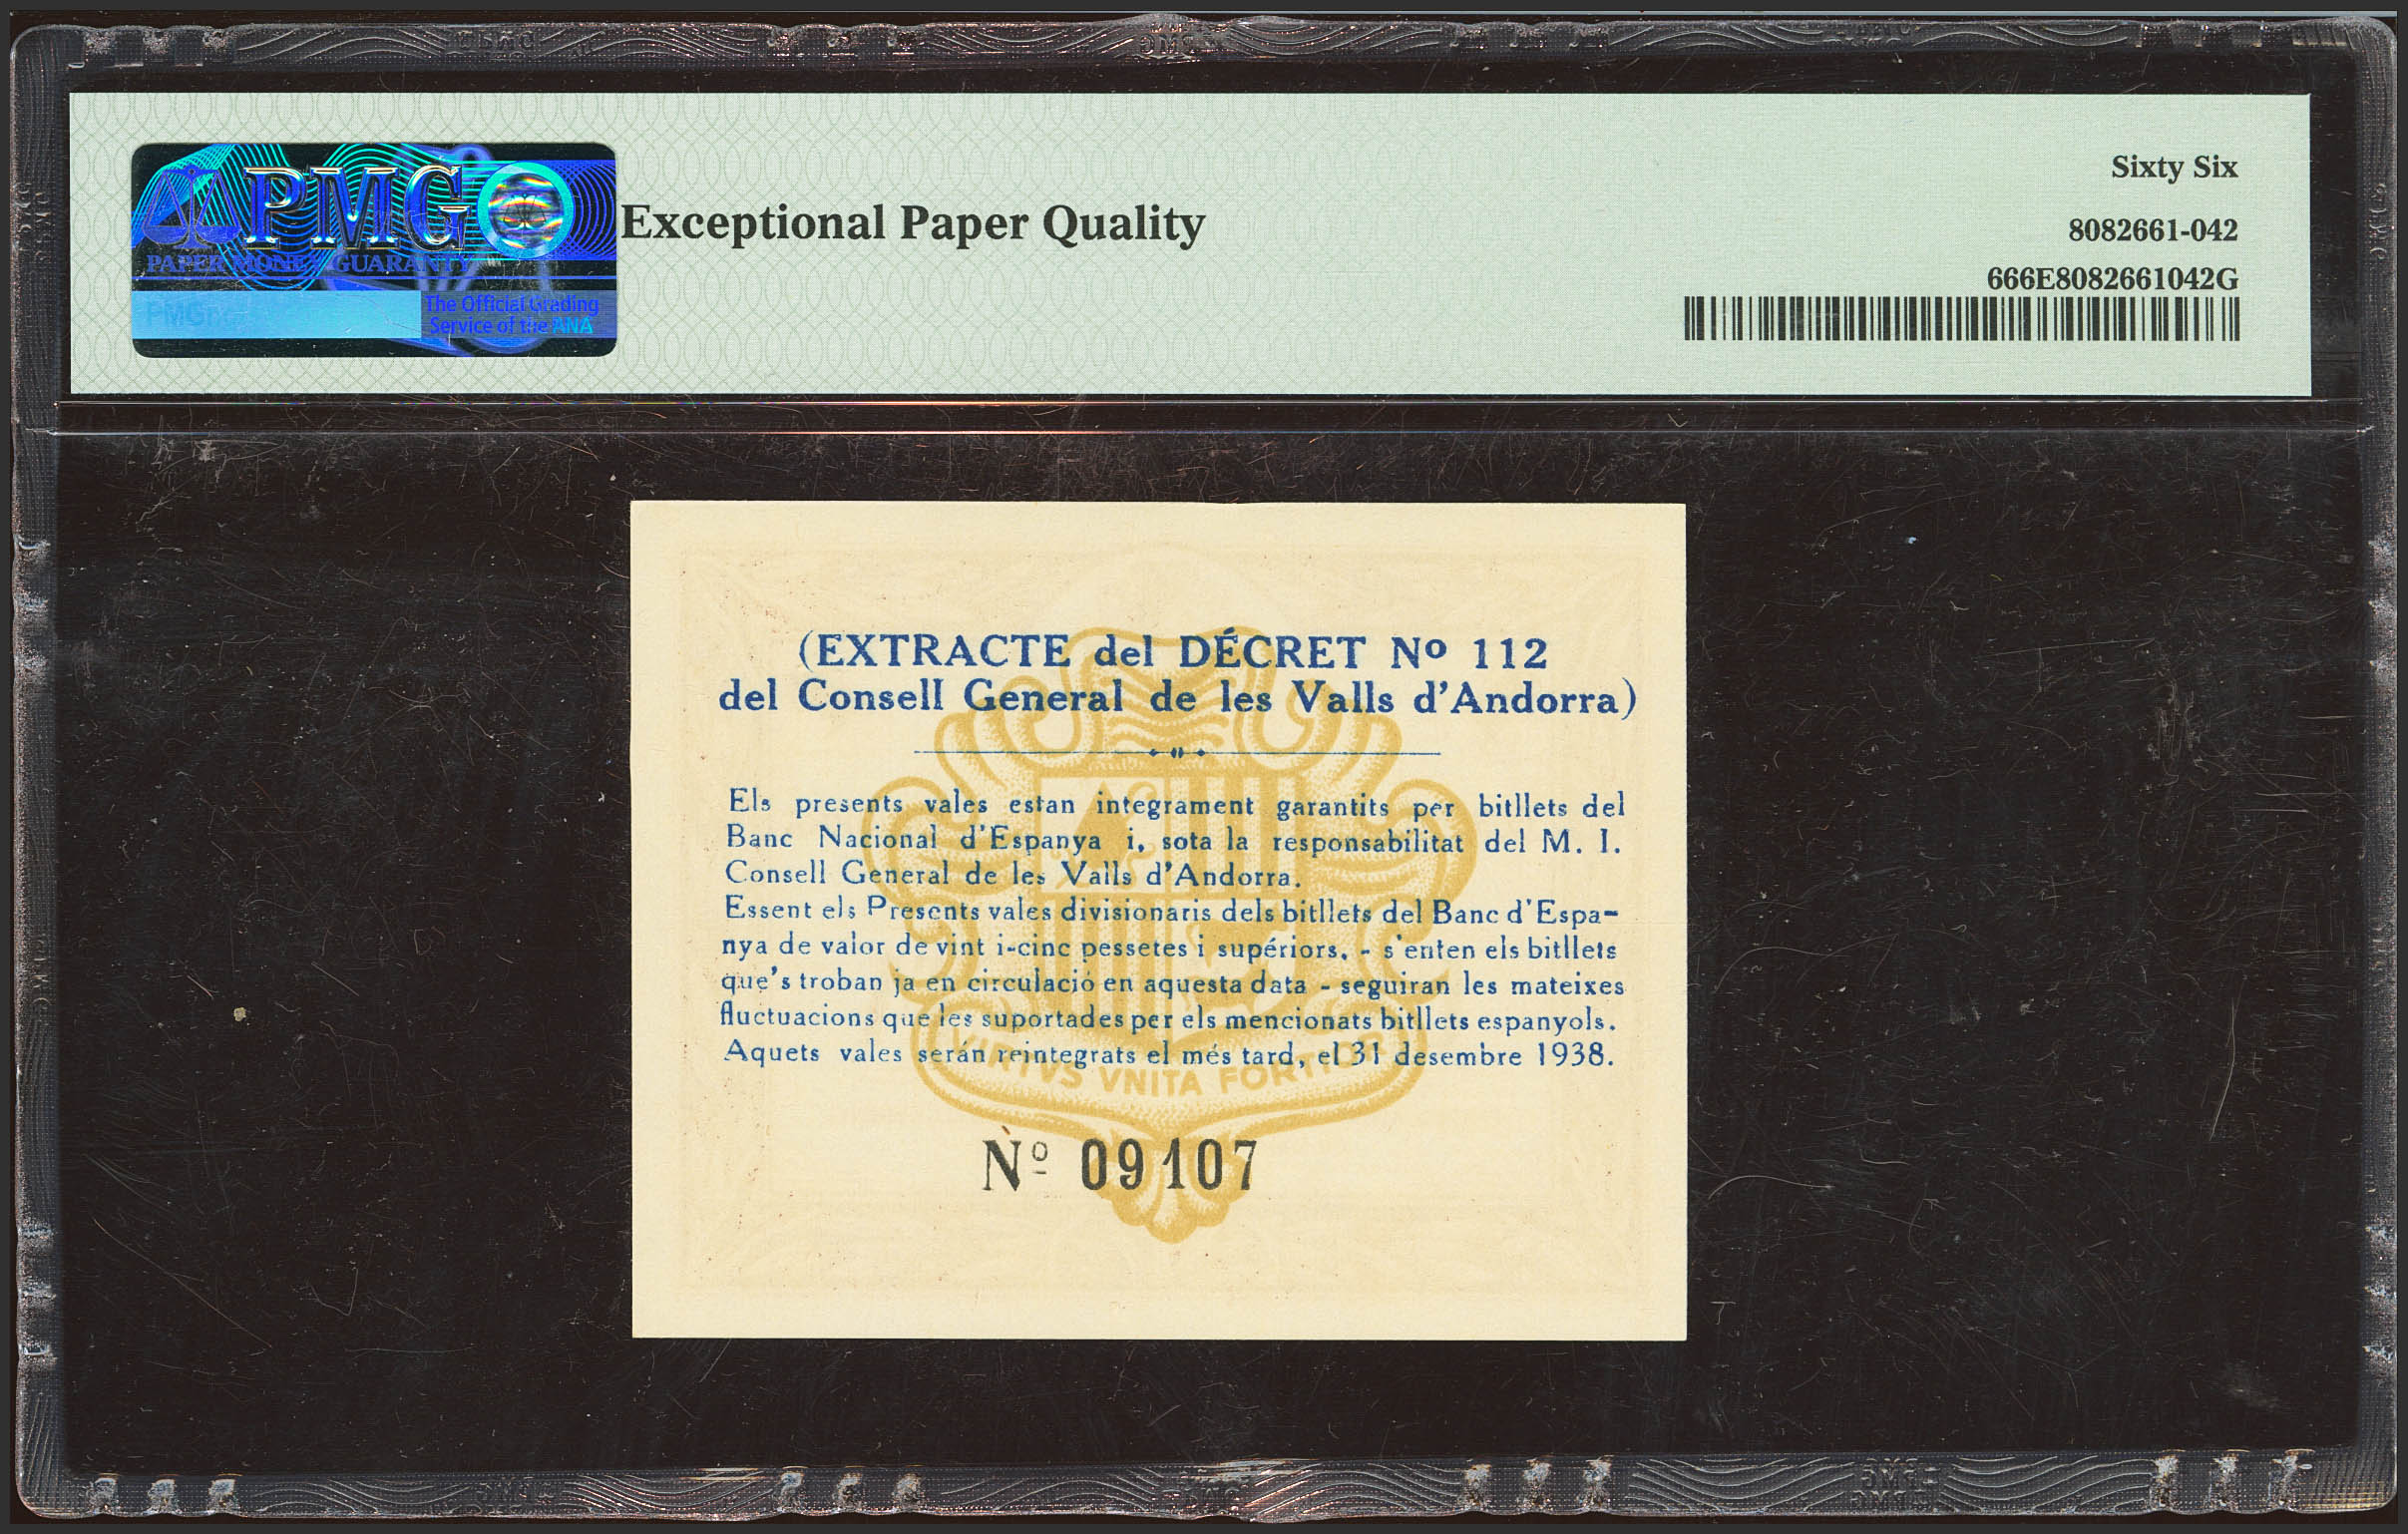 PMG
PAPER MONEY GUARANTY
The Official Grading
Service of the ANA
Exceptional Paper Quality
Sixty Six
8082661-042
666E8082661042G
(EXTRACTE del DÉCRET Nº 112
del Consell General de les Valls d'Andorra)
Els presents vales estan integrament garantits per bitllets del
Banc Nacional d'Espanya i, sota la responsabilitat del M. I.
Consell General de les Valls d'Andorra.
Essent els Presents vales divisionaris dels bitllets del Banc d'Espa-
nya de valor de vint i-cinc pessetes i supériors, - s'enten els bitllets
que's troban ja en circulació en aquesta data - seguiran les mateixes
fluctuacions que les suportades per els mencionats bitllets espanyols.
Aquets vales serán reintegrats el més tard, el 31 desembre 1938.
VIRTVS VNITA FORTIOR
Nº 09107